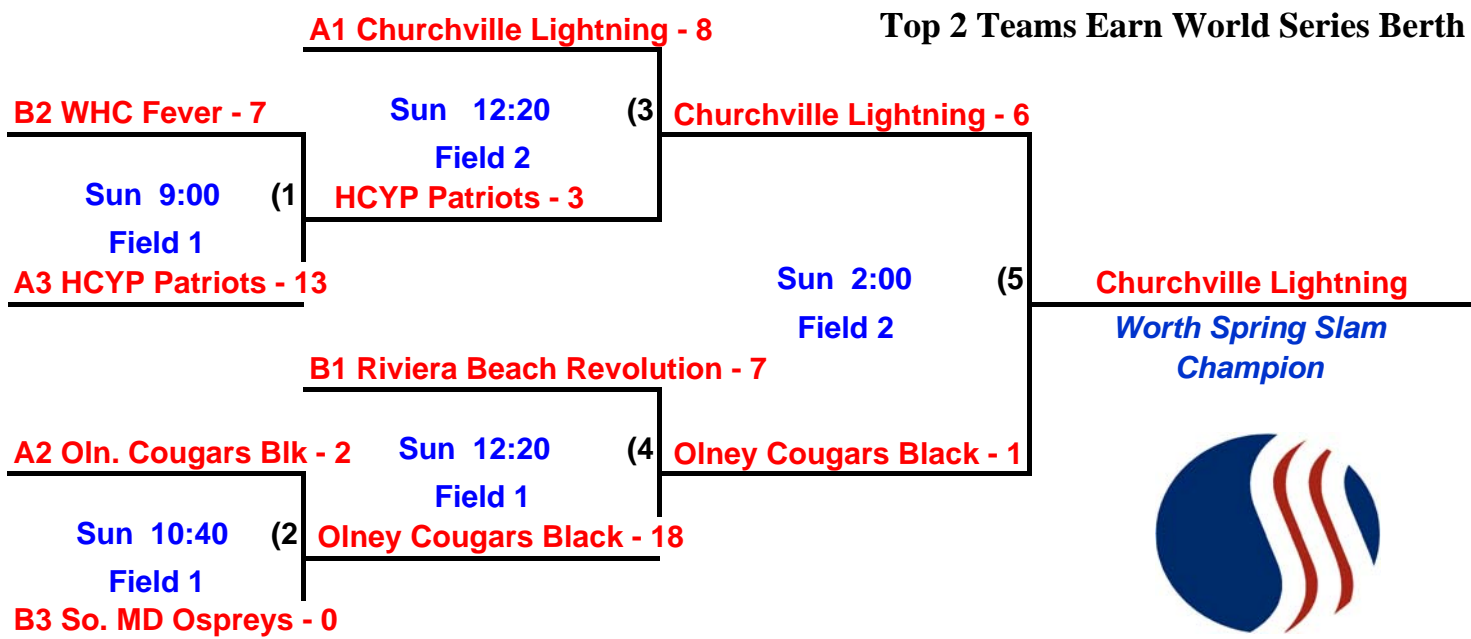 A1 Churchville Lightning - 8
Top 2 Teams Earn World Series Berth
B2 WHC Fever - 7
Sun 12:20 (3
Churchville Lightning - 6
Field 2
Sun 9:00 (1
HCYP Patriots - 3
Field 1
A3 HCYP Patriots - 13
Sun 2:00 (5
Churchville Lightning
Field 2
Worth Spring Slam
Champion
B1 Riviera Beach Revolution - 7
A2 Oln. Cougars Blk - 2
Sun 12:20 (4
Olney Cougars Black - 1
Field 1
Sun 10:40 (2
Olney Cougars Black - 18
Field 1
B3 So. MD Ospreys - 0